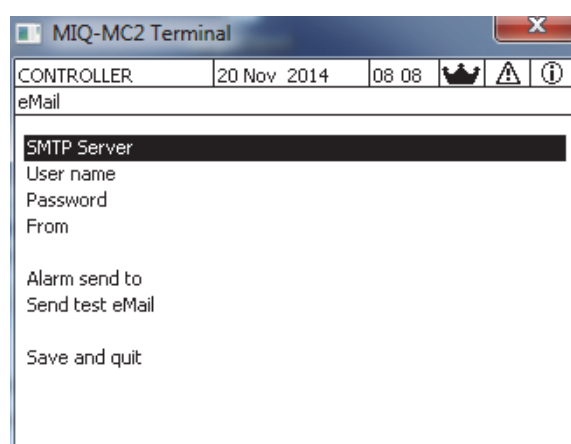 MIQ-MC2 Terminal
CONTROLLER 20 Nov 2014 08 08
eMail
SMTP Server
User name
Password
From
Alarm send to
Send test eMail
Save and quit